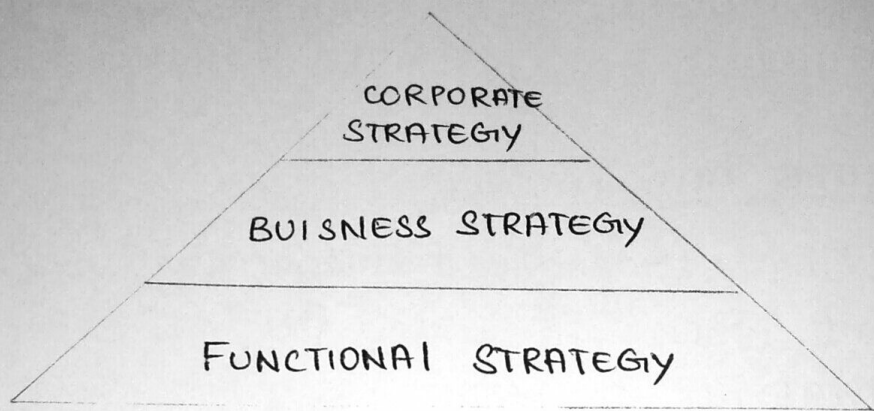 CORPORATE
STRATEGY
BUISNESS STRATEGY
FUNCTIONAl STRATEGY